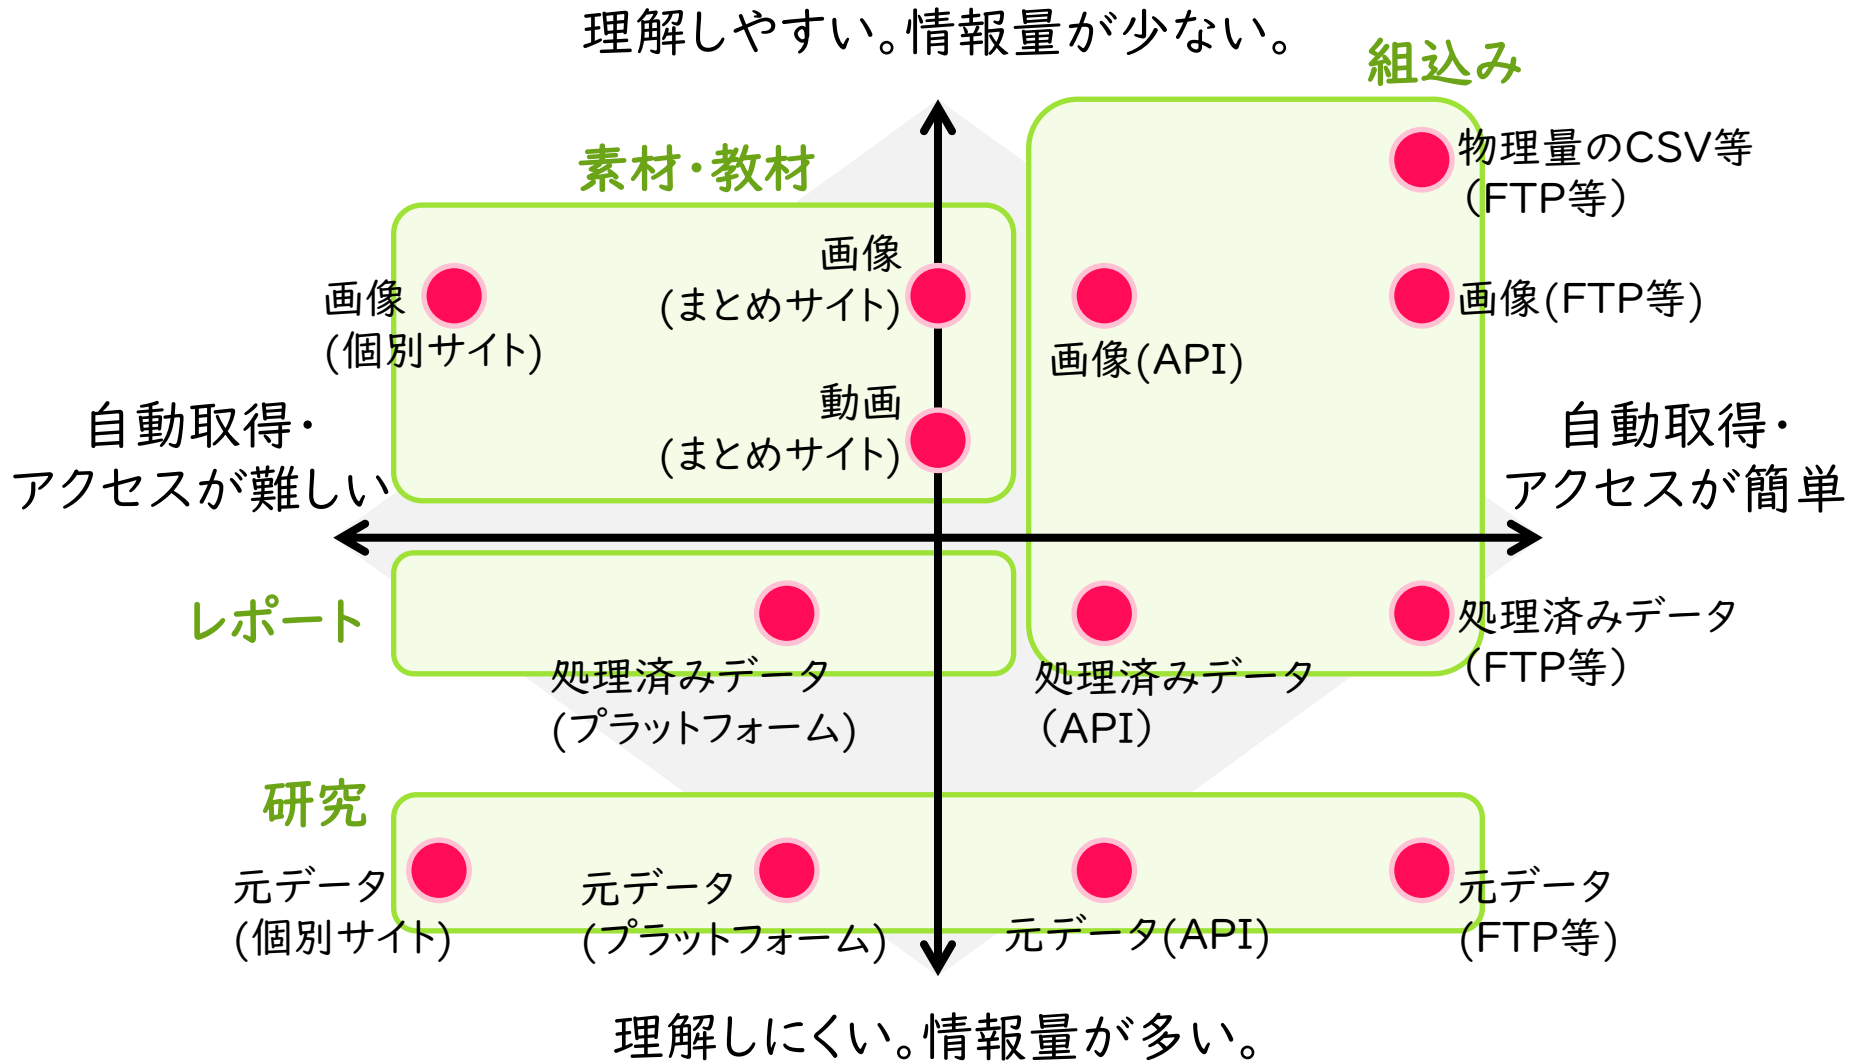 理解しやすい。情報量が少ない。
組込み
素材・教材
物理量のCSV等
(FTP等)
画像
(まとめサイト)
画像
(個別サイト)
画像(API)
画像(FTP等)
動画
(まとめサイト)
自動取得・
アクセスが難しい
自動取得・
アクセスが簡単
レポート
処理済みデータ
(プラットフォーム)
処理済みデータ
(API)
処理済みデータ
(FTP等)
研究
元データ
(個別サイト)
元データ
(プラットフォーム)
元データ(API)
元データ
(FTP等)
理解しにくい。情報量が多い。